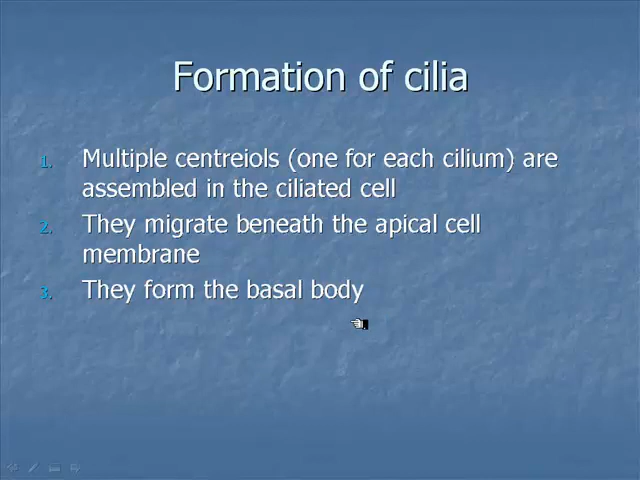 Formation of cilia
1. Multiple centreiols (one for each cilium) are
assembled in the ciliated cell
2. They migrate beneath the apical cell
membrane
3. They form the basal body